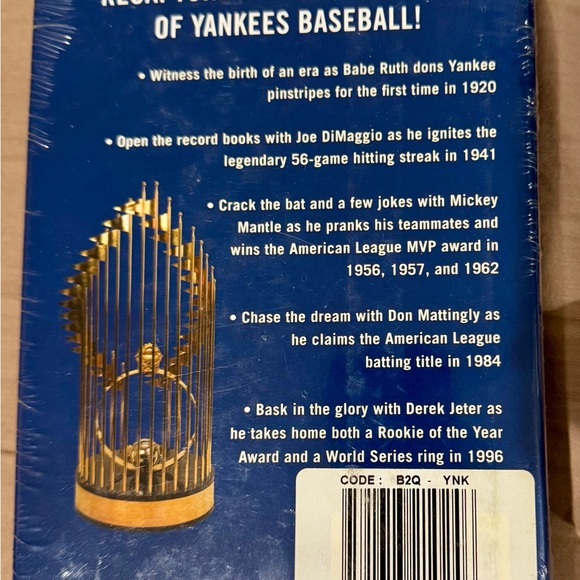 OF YANKEES BASEBALL!
• Witness the birth of an era as Babe Ruth dons Yankee
pinstripes for the first time in 1920
• Open the record books with Joe DiMaggio as he ignites the
legendary 56-game hitting streak in 1941
• Crack the bat and a few jokes with Mickey
Mantle as he pranks his teammates and
wins the American League MVP award in
1956, 1957, and 1962
• Chase the dream with Don Mattingly as
he claims the American League
batting title in 1984
• Bask in the glory with Derek Jeter as
he takes home both a Rookie of the Year
Award and a World Series ring in 1996
CODE: B2Q - YNK